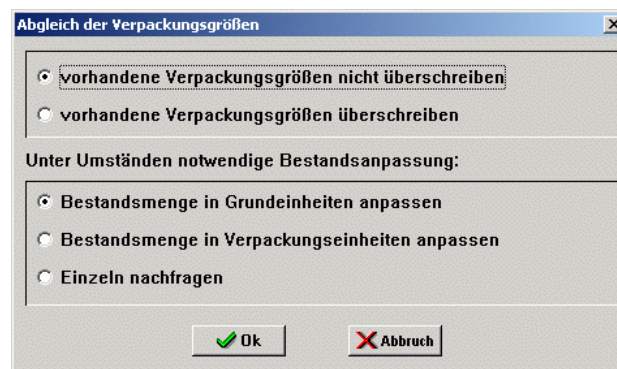 Abgleich der Verpackungsgrößen
vorhandene Verpackungsgrößen nicht überschreiben
vorhandene Verpackungsgrößen überschreiben
Unter Umständen notwendige Bestandsanpassung:
Bestandsmenge in Grundeinheiten anpassen
Bestandsmenge in Verpackungseinheiten anpassen
Einzeln nachfragen
Ok
Abbruch